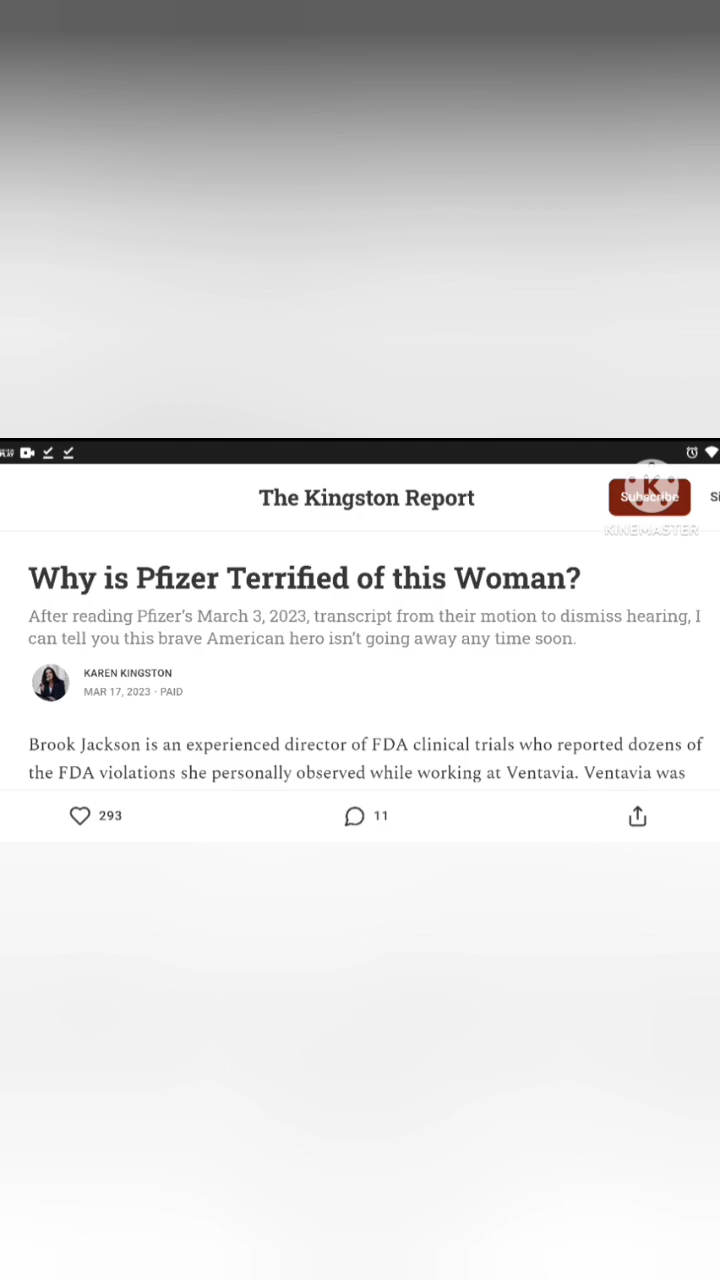 The Kingston Report
Subscribe
KINEMASTER
Why is Pfizer Terrified of this Woman?
After reading Pfizer's March 3, 2023, transcript from their motion to dismiss hearing, I
can tell you this brave American hero isn't going away any time soon.
KAREN KINGSTON
MAR 17, 2023 · PAID
Brook Jackson is an experienced director of FDA clinical trials who reported dozens of
the FDA violations she personally observed while working at Ventavia. Ventavia was
293
11